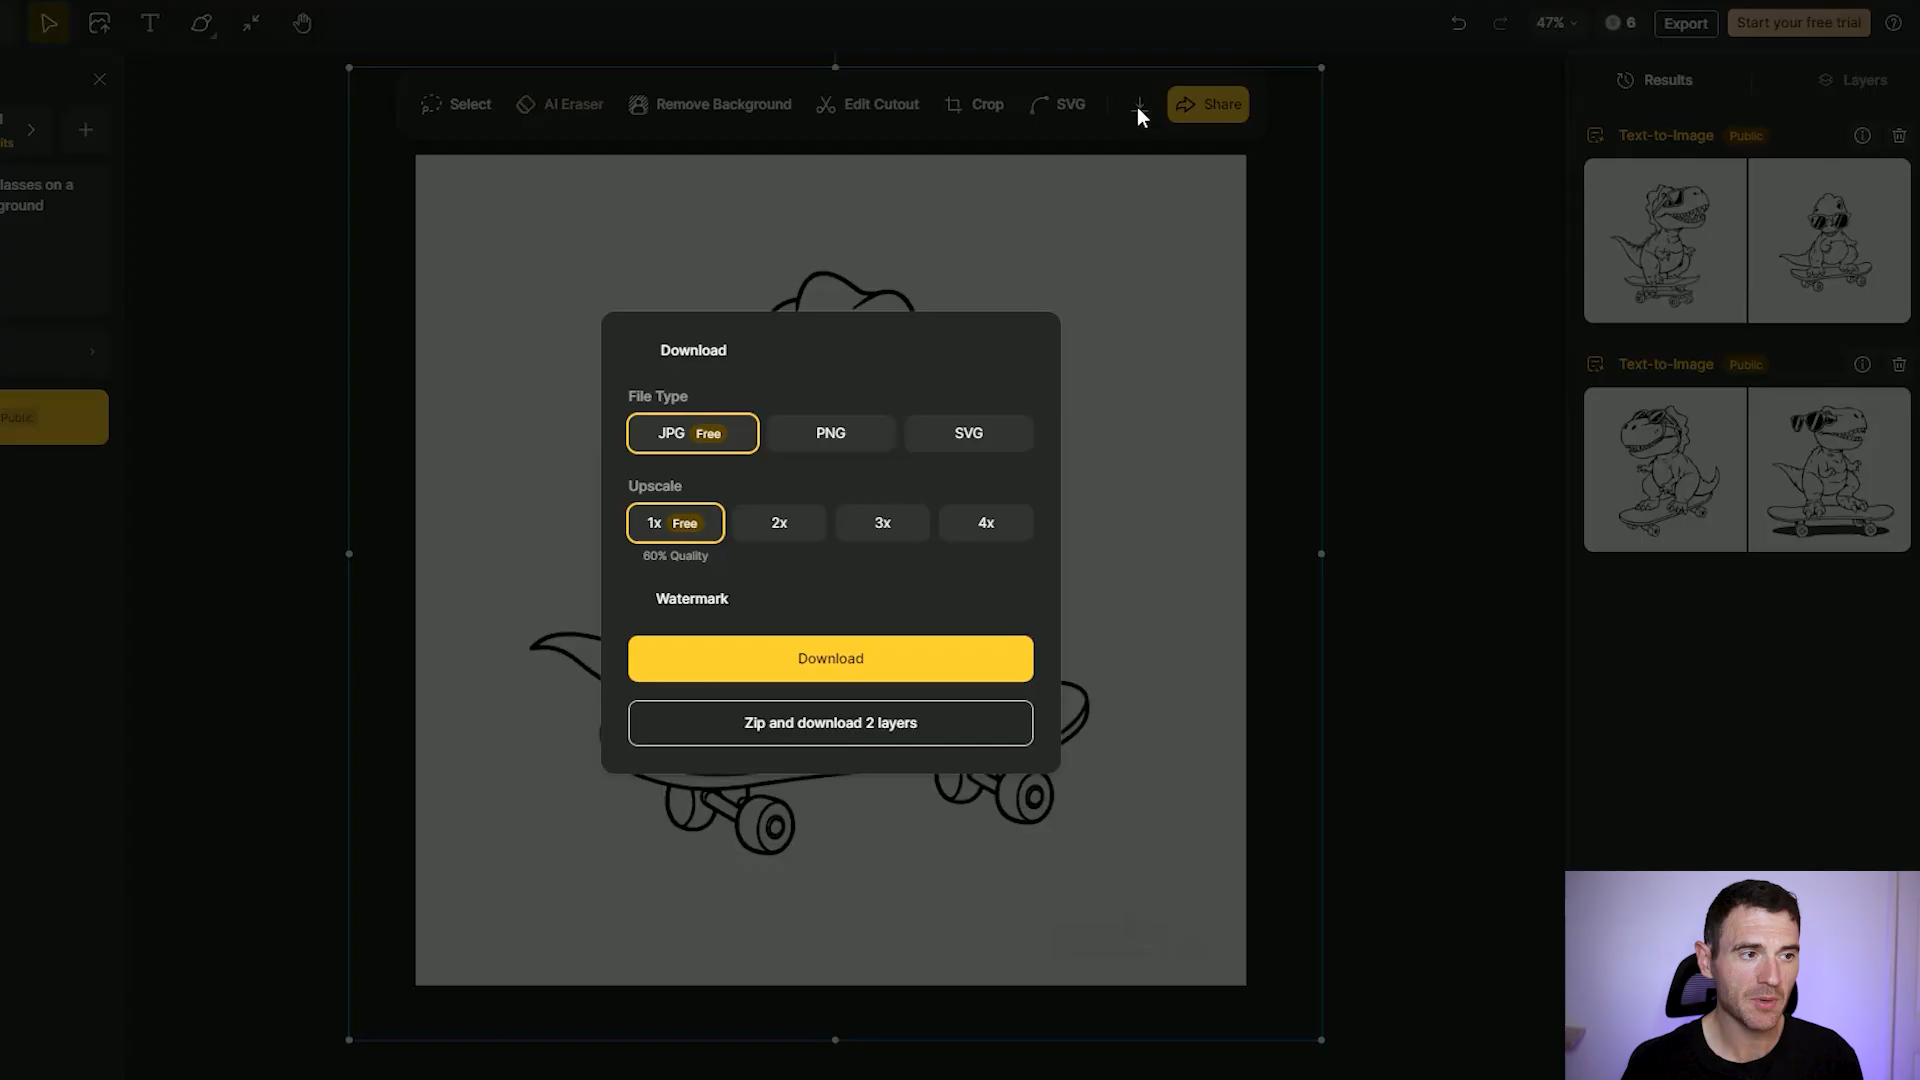 47%
6
Export
Start your free trial
Select
AI Eraser
Remove Background
Edit Cutout
Crop
SVG
Share
Results
Layers
Text-to-Image Public
Text-to-Image Public
lasses on a
ground
Public
Download
File Type
JPG Free
PNG
SVG
Upscale
1x Free
2x
3x
4x
60% Quality
Watermark
Download
Zip and download 2 layers